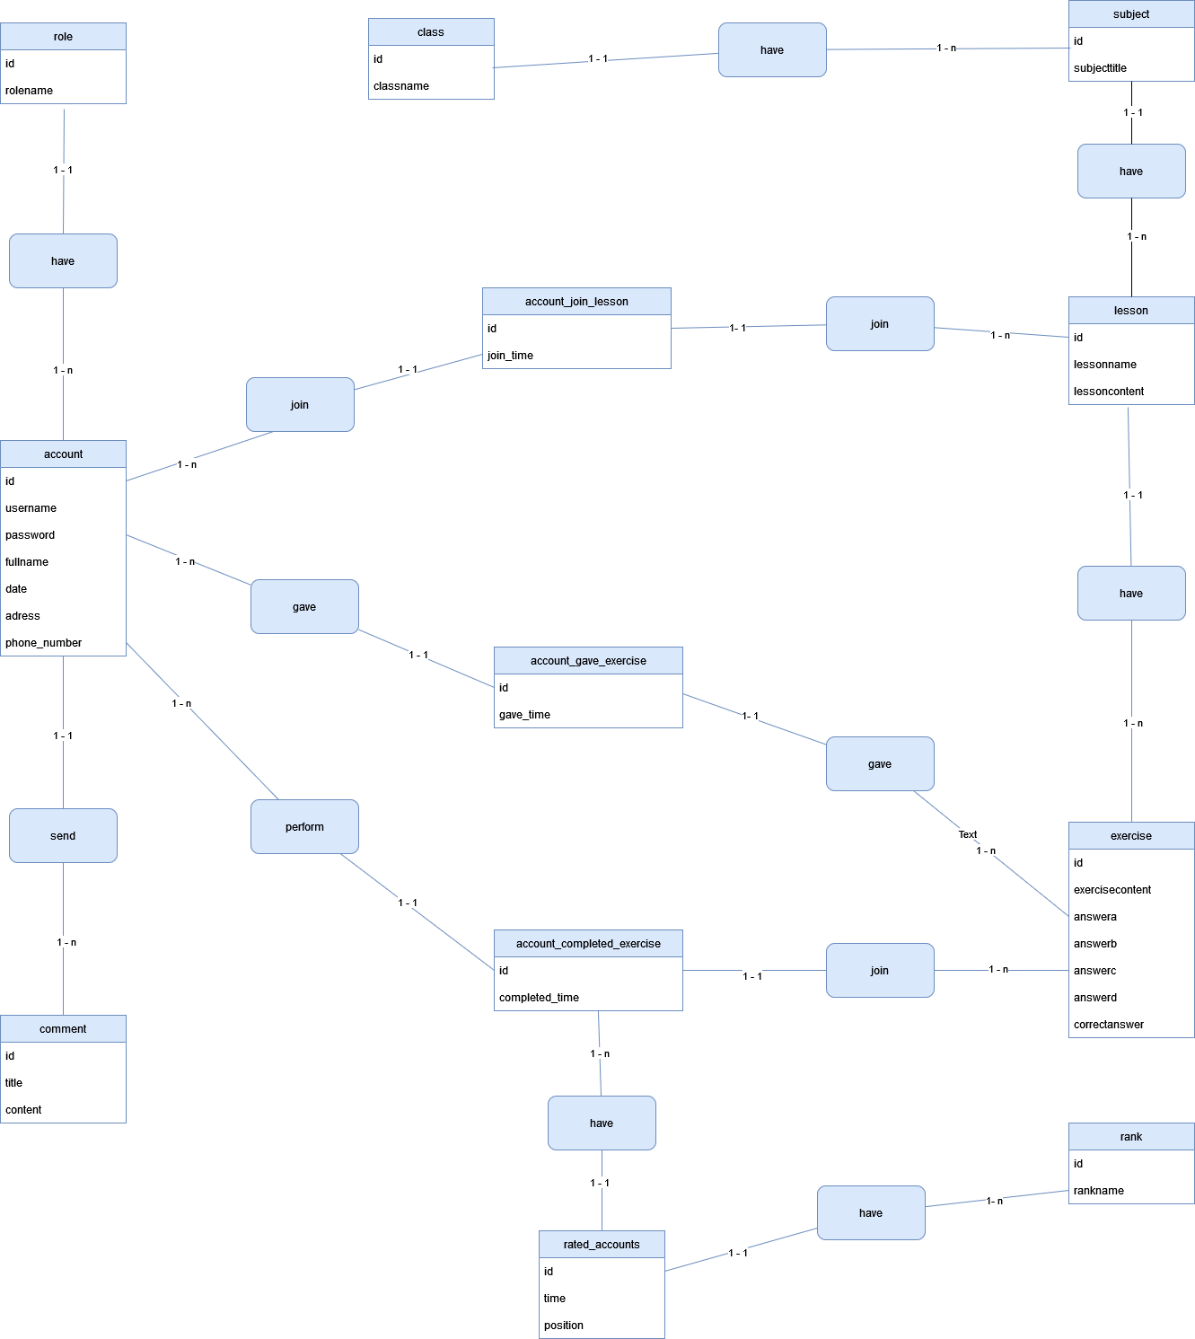 subject
id
subjecttitle
class
id
classname
role
id
rolename
have
1 - 1
1 - n
1 - 1
have
1 - n
1 - 1
have
1 - n
account_join_lesson
id
join_time
join
1- 1
1 - n
lesson
id
lessonname
lessoncontent
join
1 - 1
1 - n
account
id
username
password
fullname
date
adress
phone_number
1 - n
gave
1 - 1
account_gave_exercise
id
gave_time
1- 1
gave
Text
1 - n
1 - 1
have
1 - n
1 - n
perform
1 - 1
1 - 1
send
1 - n
exercise
id
exercisecontent
answera
answerb
answerc
answerd
correctanswer
account_completed_exercise
id
completed_time
1 - 1
join
1 - n
comment
id
title
content
1 - n
have
1 - 1
rank
id
rankname
have
1- n
1 - 1
rated_accounts
id
time
position